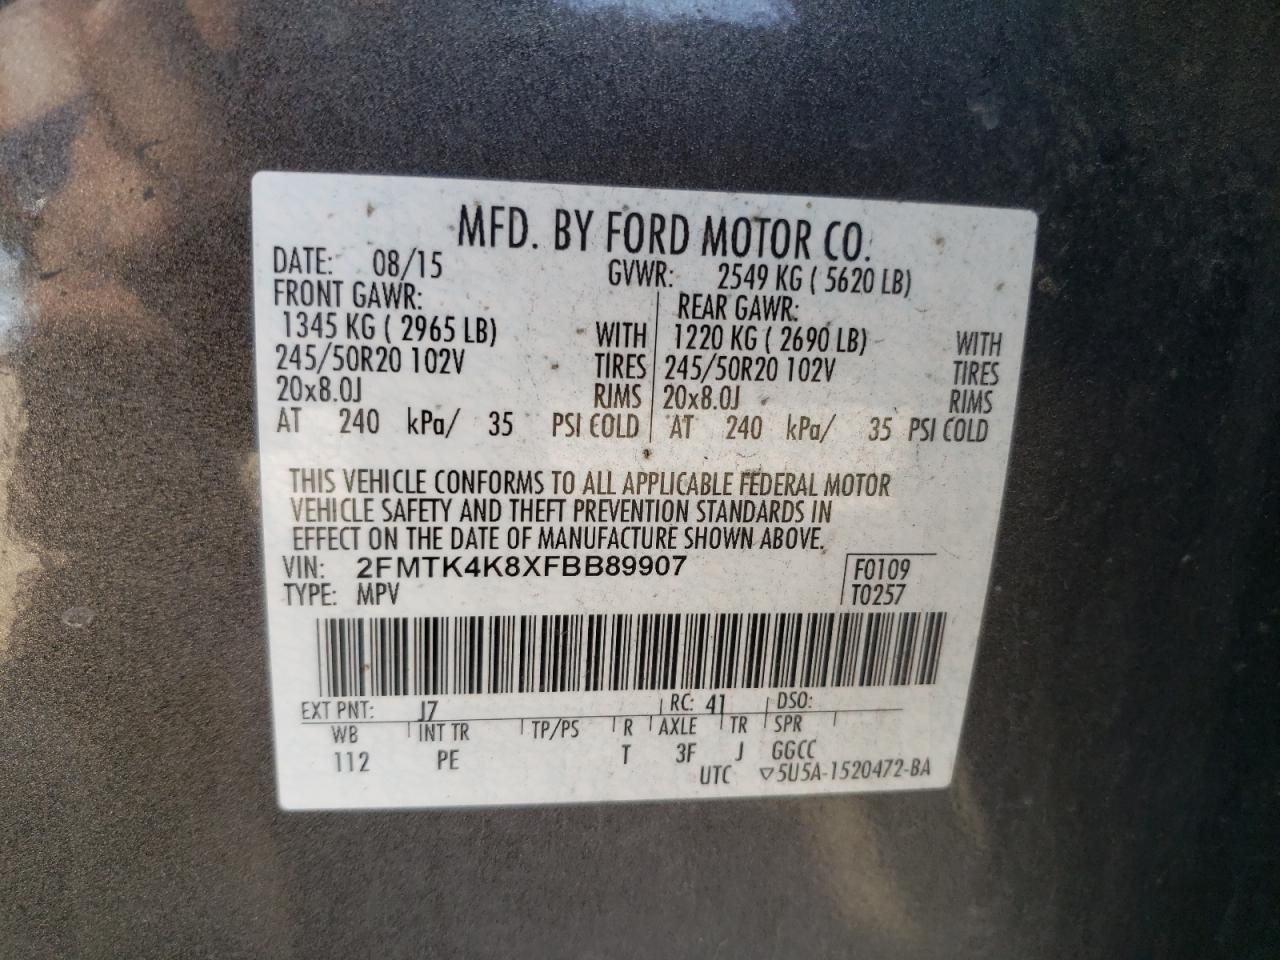 MFD. BY FORD MOTOR CO.
DATE: 08/15 GVWR: 2549 KG ( 5620 LB)
FRONT GAWR: REAR GAWR:
1345 KG ( 2965 LB) WITH 1220 KG ( 2690 LB) WITH
245/50R20 102V TIRES 245/50R20 102V TIRES
20x8.0J RIMS 20x8.0J RIMS
AT 240 kPa/ 35 PSI COLD AT 240 kPa/ 35 PSI COLD
THIS VEHICLE CONFORMS TO ALL APPLICABLE FEDERAL MOTOR
VEHICLE SAFETY AND THEFT PREVENTION STANDARDS IN
EFFECT ON THE DATE OF MANUFACTURE SHOWN ABOVE.
VIN: 2FMTK4K8XFBB89907 F0109
TYPE: MPV T0257
EXT PNT: J7 RC: 41 DSO:
WB INT TR TP/PS R AXLE TR SPR
112 PE T 3F J GGCC
UTC ▽5U5A-1520472-BA